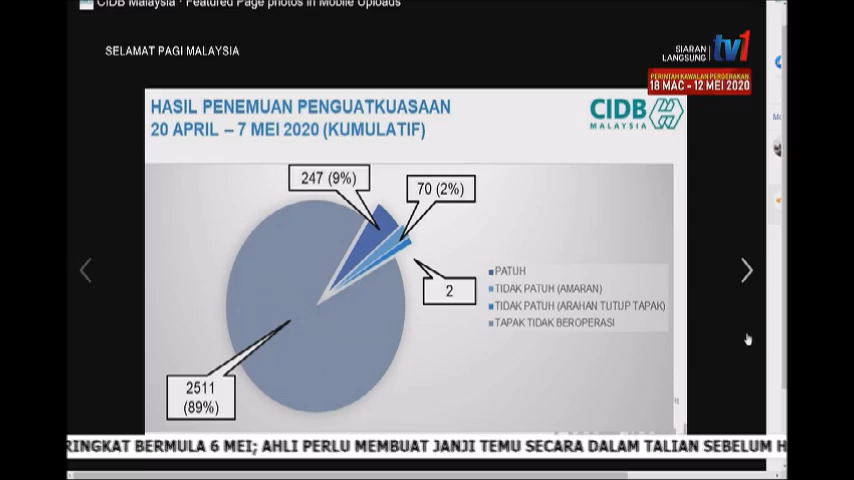 CIDB Malaysia · Featured Page photos in Mobile Uploads
SELAMAT PAGI MALAYSIA
SIARAN
LANGSUNG
tv1
PERINTAH KAWALAN PERGERAKAN
18 MAC - 12 MEI 2020
HASIL PENEMUAN PENGUATKUASAAN
20 APRIL – 7 MEI 2020 (KUMULATIF)
CIDB
MALAYSIA
247 (9%)
70 (2%)
2
2511
(89%)
PATUH
TIDAK PATUH (AMARAN)
TIDAK PATUH (ARAHAN TUTUP TAPAK)
TAPAK TIDAK BEROPERASI
RINGKAT BERMULA 6 MEI; AHLI PERLU MEMBUAT JANJI TEMU SECARA DALAM TALIAN SEBELUM H